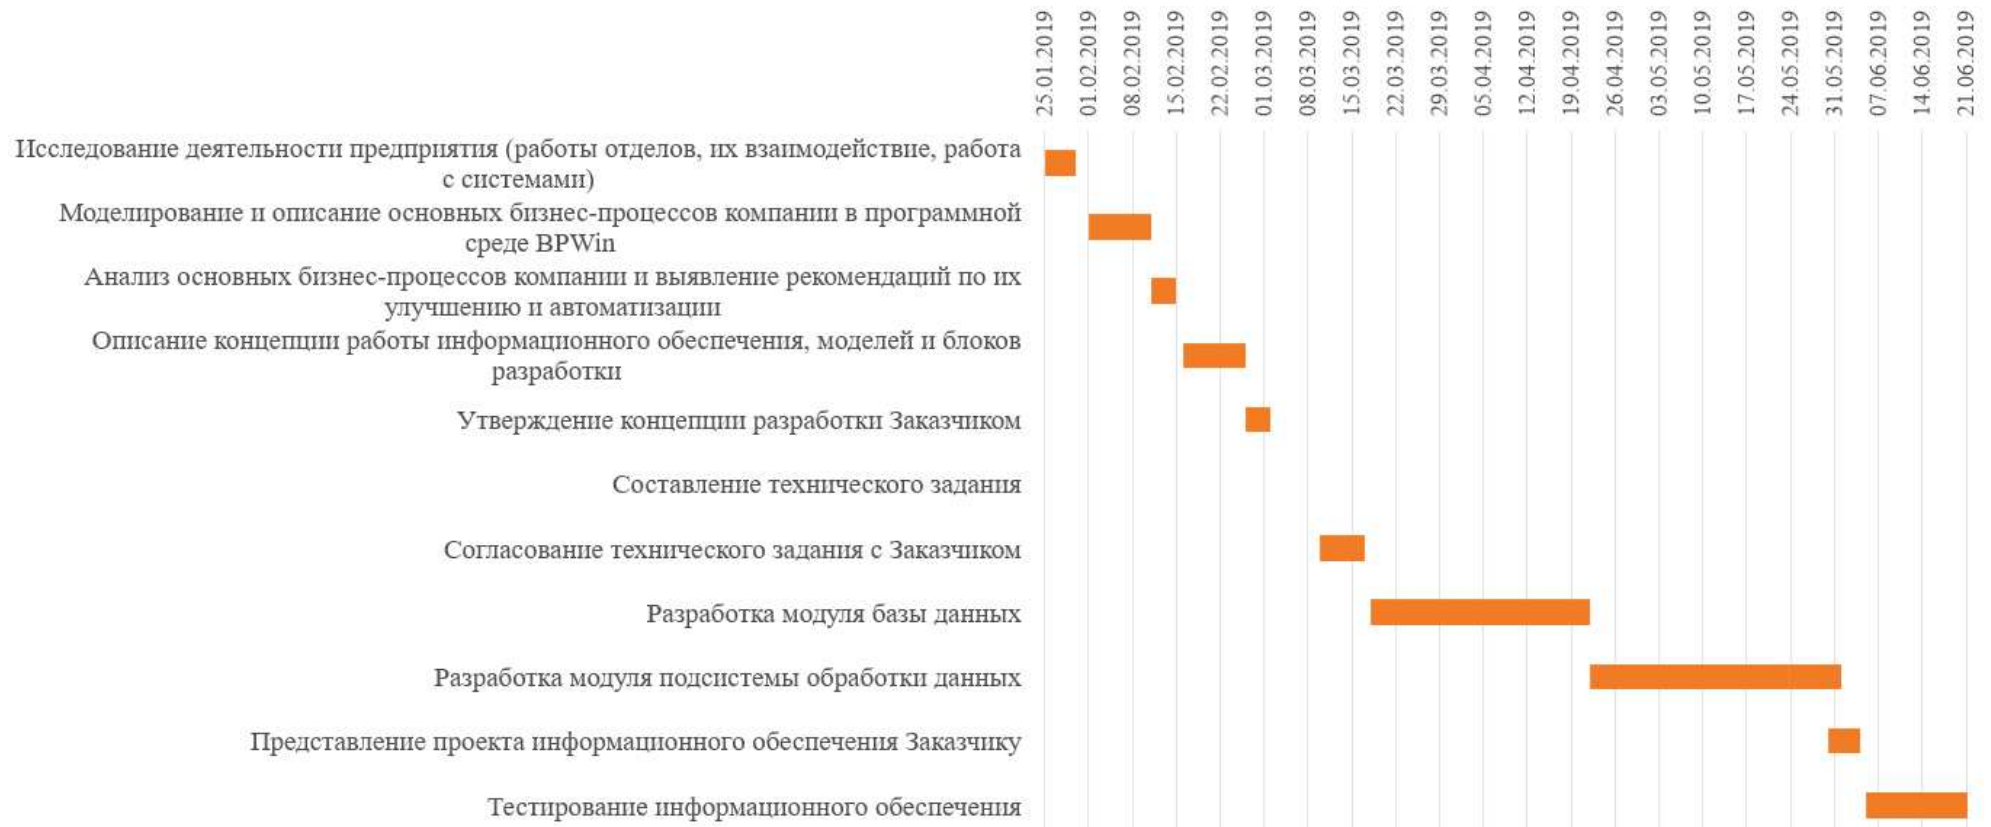 25.01.2019
01.02.2019
08.02.2019
15.02.2019
22.02.2019
01.03.2019
08.03.2019
15.03.2019
22.03.2019
29.03.2019
05.04.2019
12.04.2019
19.04.2019
26.04.2019
03.05.2019
10.05.2019
17.05.2019
24.05.2019
31.05.2019
07.06.2019
14.06.2019
21.06.2019
Исследование деятельности предприятия (работы отделов, их взаимодействие, работа
с системами)
Моделирование и описание основных бизнес-процессов компании в программной
среде BPWin
Анализ основных бизнес-процессов компании и выявление рекомендаций по их
улучшению и автоматизации
Описание концепции работы информационного обеспечения, моделей и блоков
разработки
Утверждение концепции разработки Заказчиком
Составление технического задания
Согласование технического задания с Заказчиком
Разработка модуля базы данных
Разработка модуля подсистемы обработки данных
Представление проекта информационного обеспечения Заказчику
Тестирование информационного обеспечения